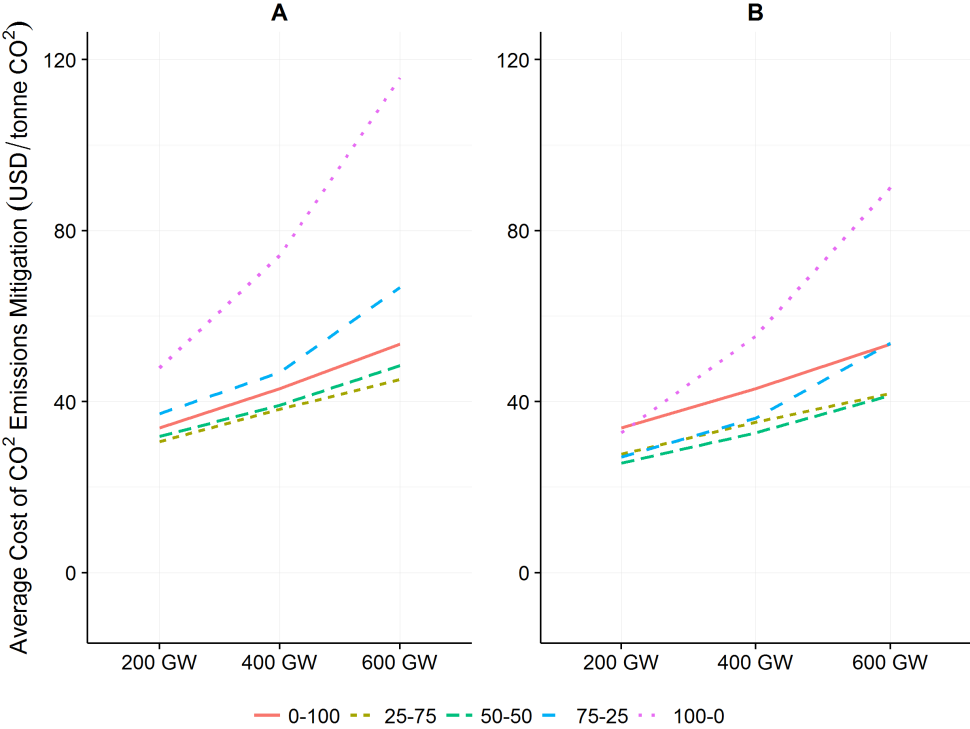 A
B
Average Cost of CO² Emissions Mitigation (USD/tonne CO²)
120
80
40
0
200 GW 400 GW 600 GW
120
80
40
0
200 GW 400 GW 600 GW
0-100 25-75 50-50 75-25 100-0